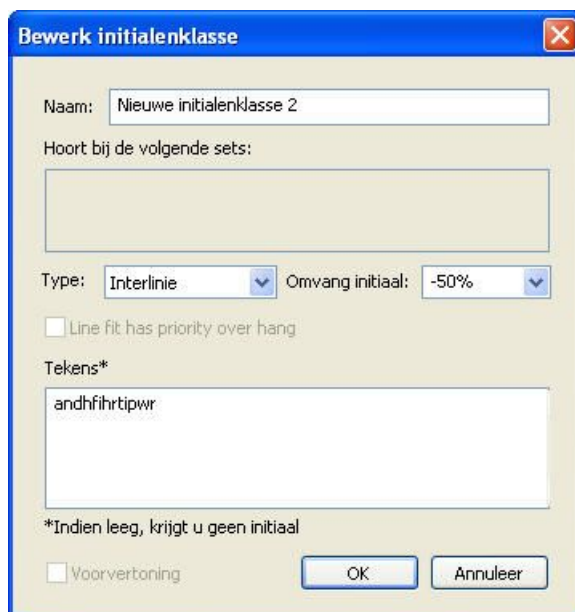 Bewerk initialenklasse
Naam: Nieuwe initialenklasse 2
Hoort bij de volgende sets:
Type: Interlinie Omvang initiaal: -50%
Line fit has priority over hang
Tekens*
andhfihrtipwr
*Indien leeg, krijgt u geen initiaal
Voorvertoning OK Annuleer